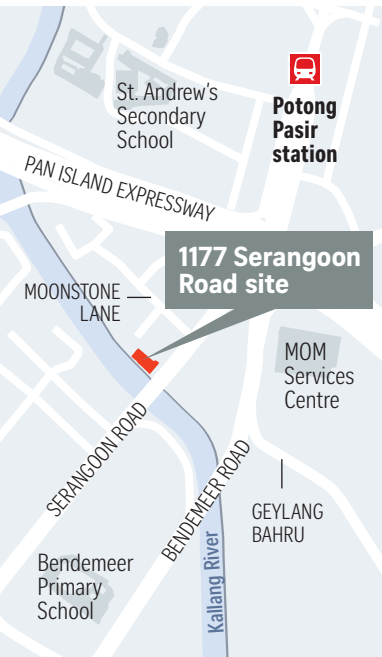 St. Andrew's
Secondary
School
Potong
Pasir
station
PAN ISLAND EXPRESSWAY
1177 Serangoon
Road site
MOONSTONE
LANE
MOM
Services
Centre
SERANGOON ROAD
BENDEMEER ROAD
GEYLANG
BAHRU
Bendemeer
Primary
School
Kallang River